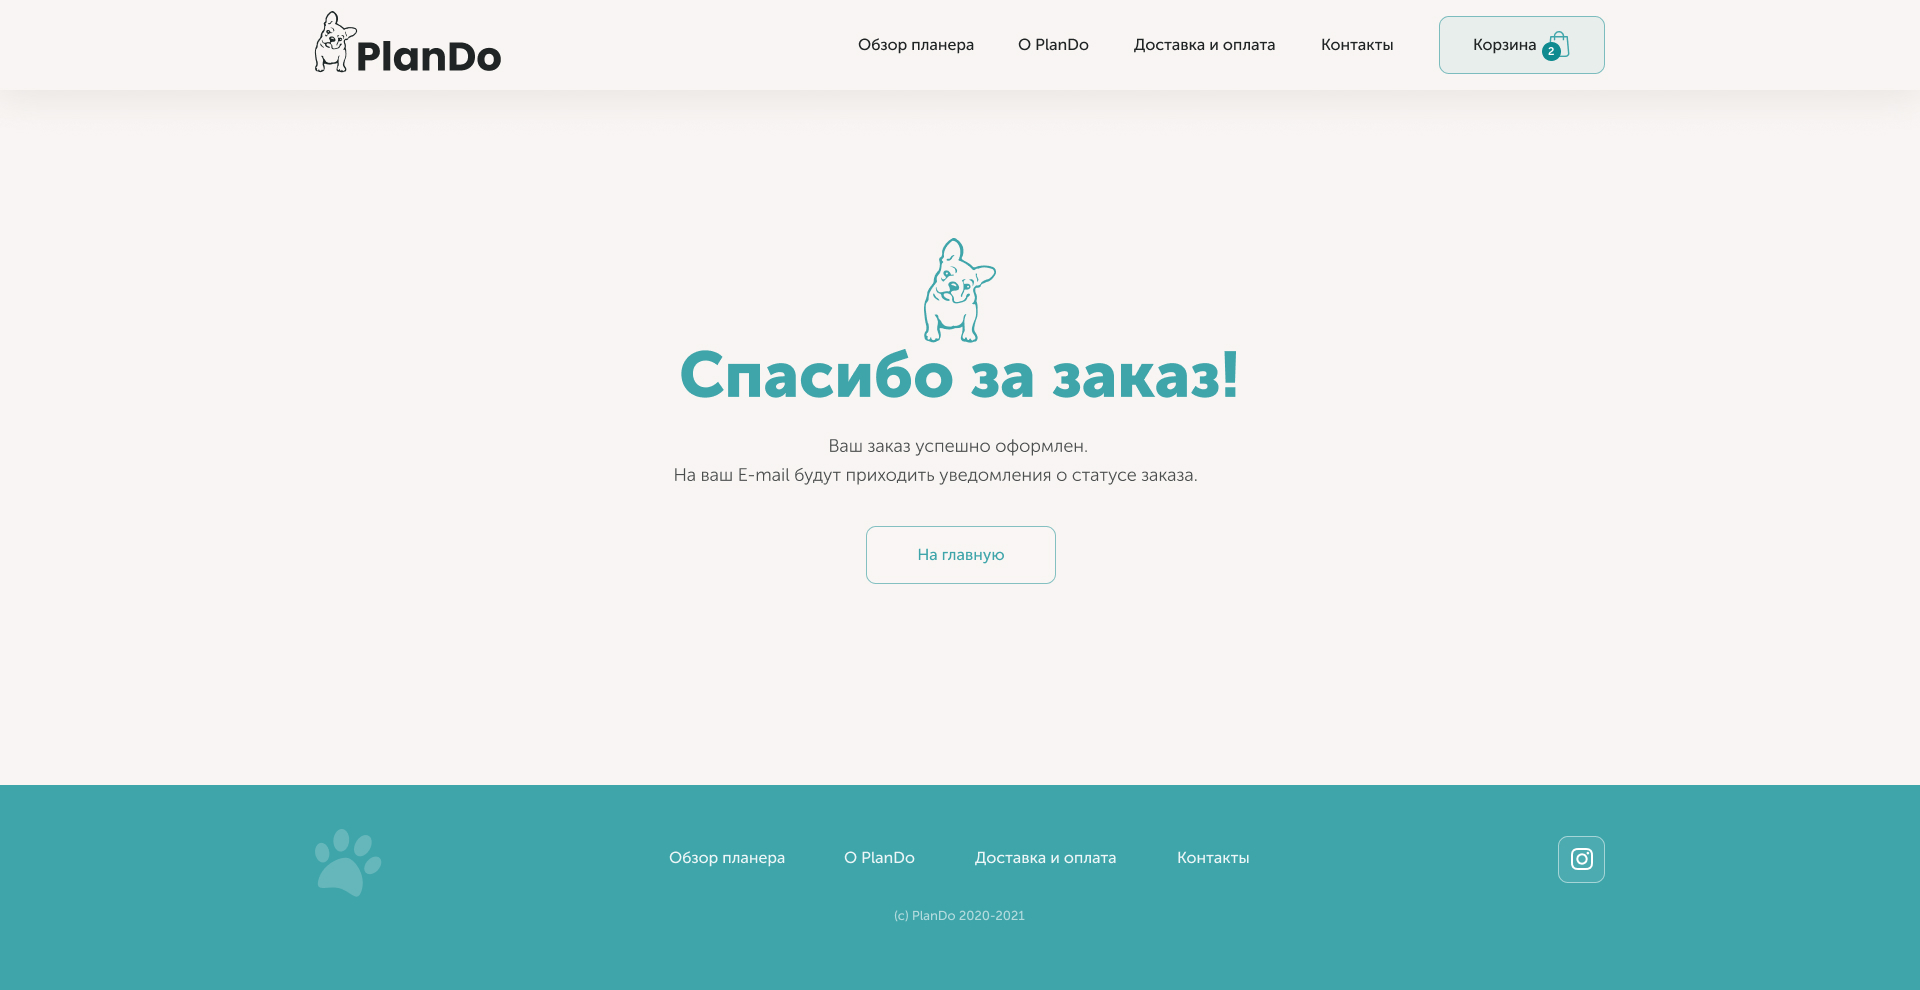 PlanDo
Обзор планера
О PlanDo
Доставка и оплата
Контакты
Корзина
2
Спасибо за заказ!
Ваш заказ успешно оформлен.
На ваш E-mail будут приходить уведомления о статусе заказа.
На главную
Обзор планера
О PlanDo
Доставка и оплата
Контакты
(c) PlanDo 2020-2021